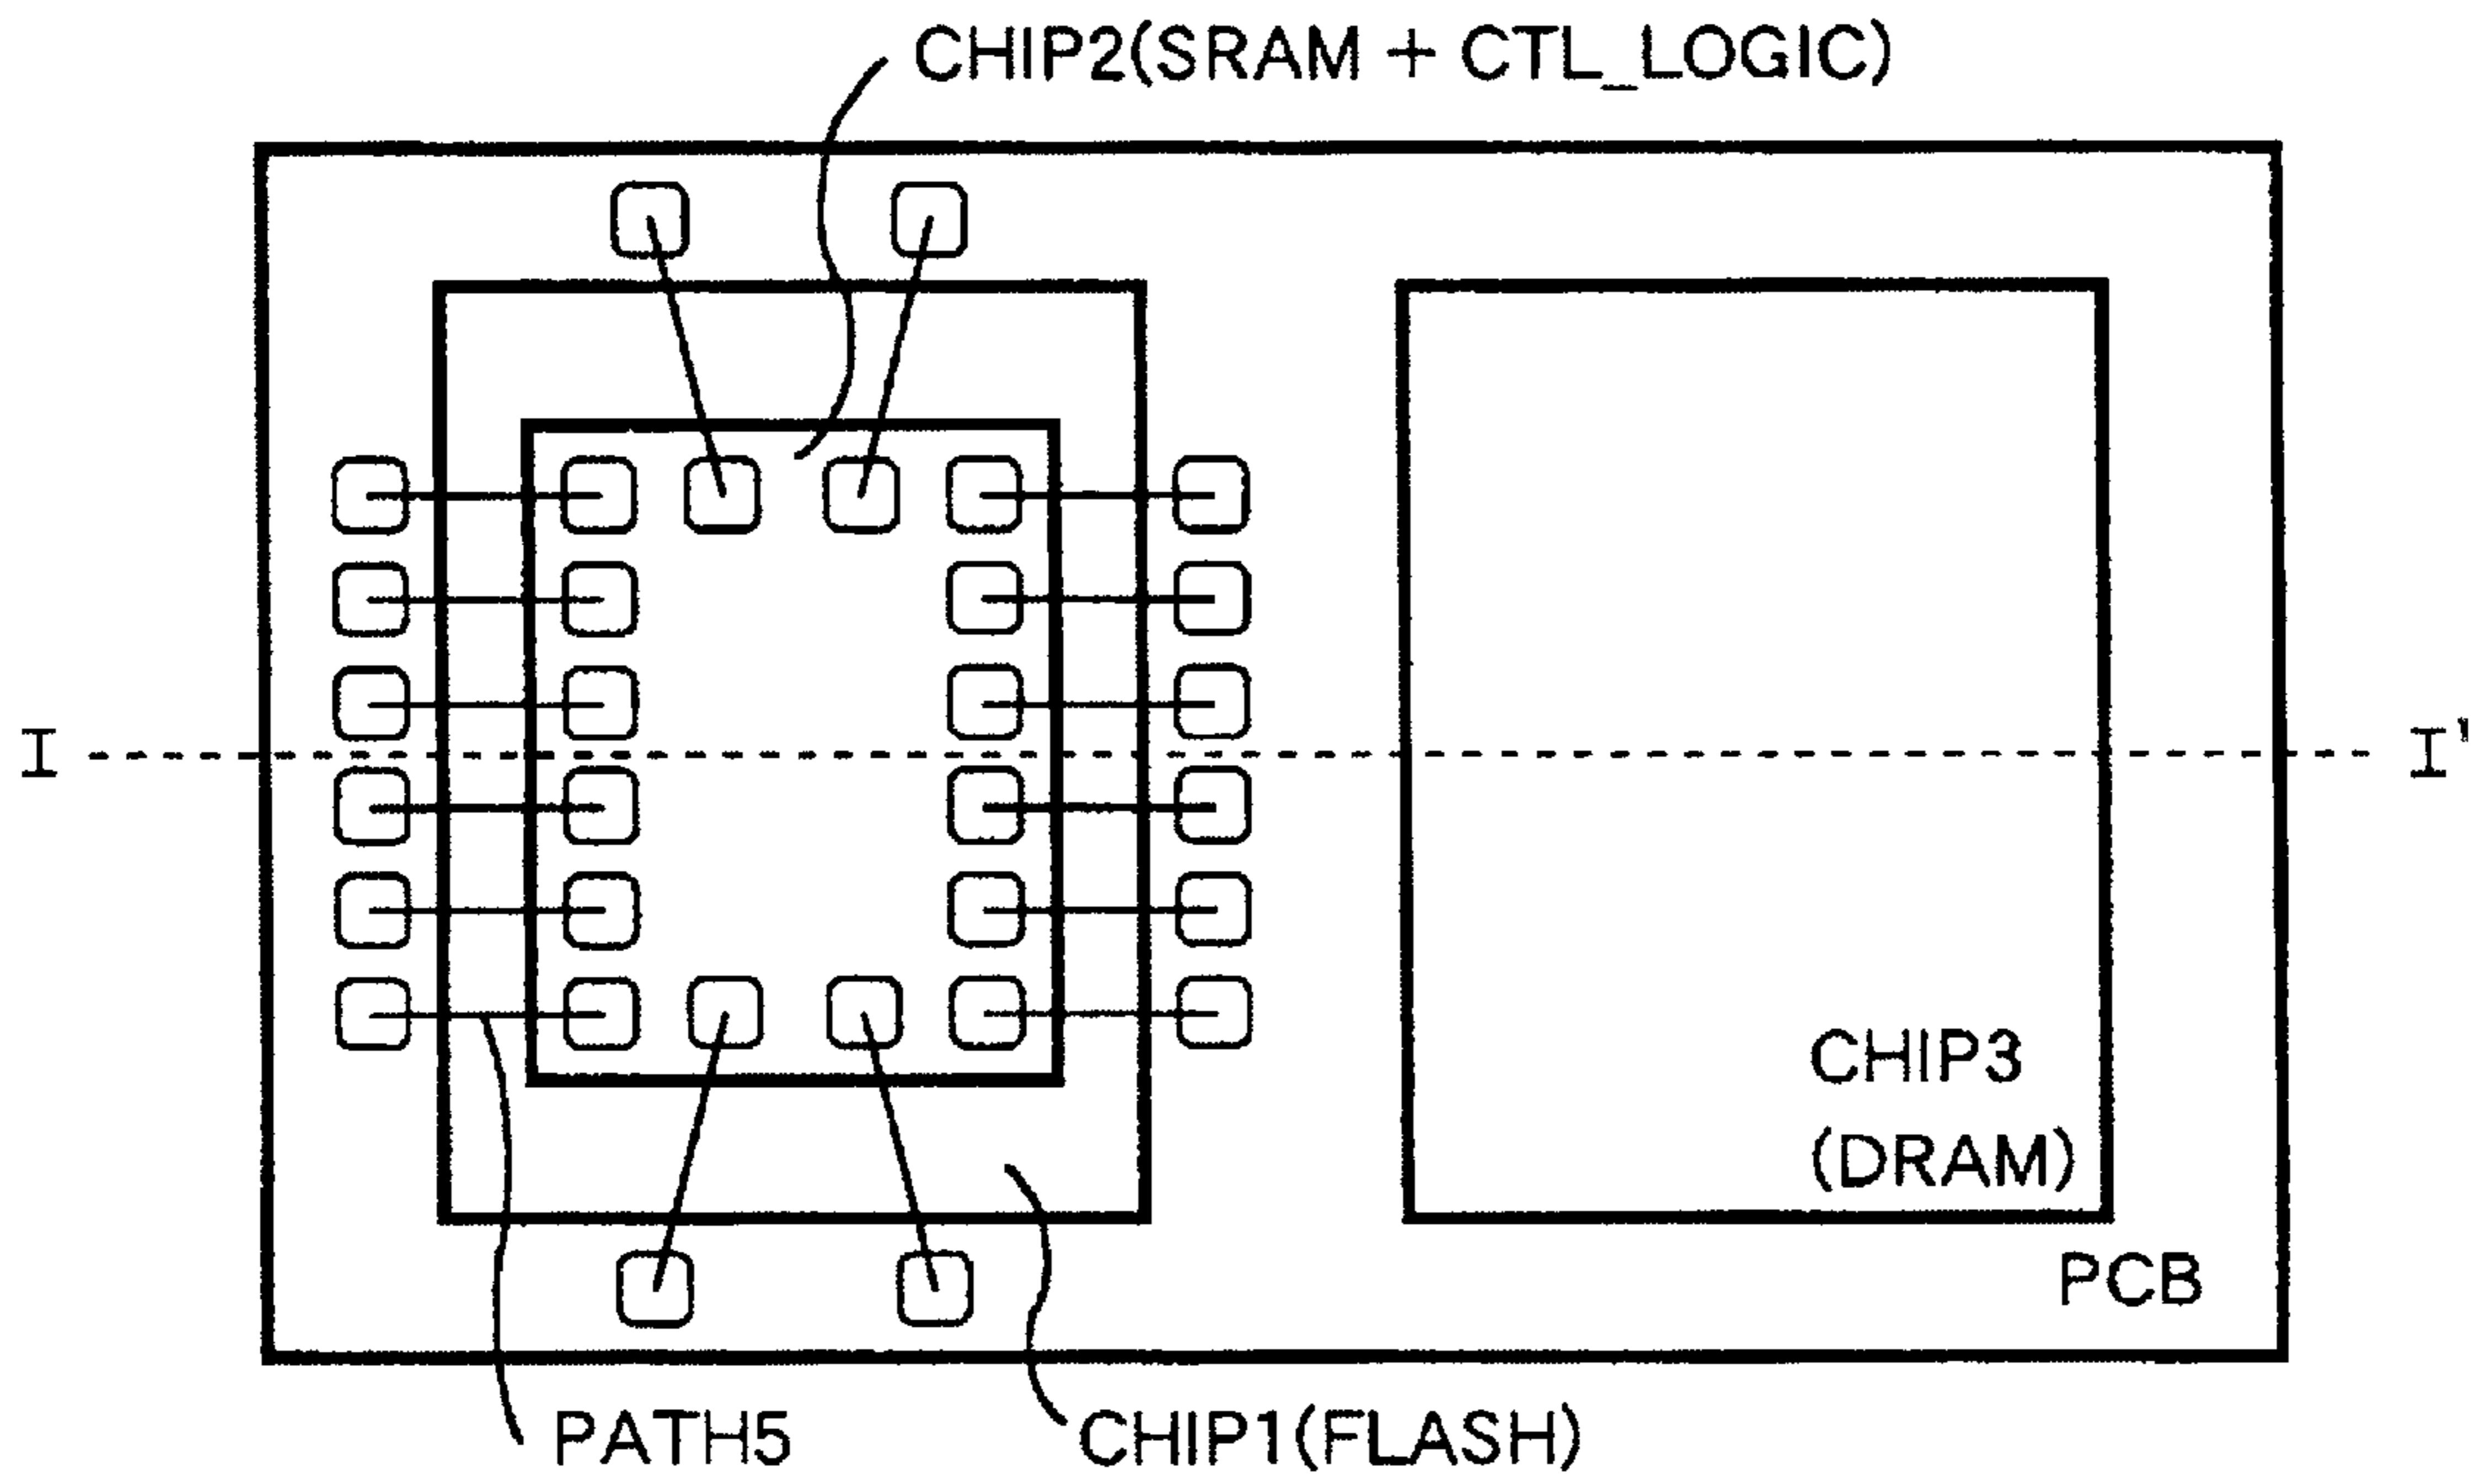 CHIP2(SRAM + CTL_LOGIC)
I
I'
CHIP3
(DRAM)
PCB
PATH5
CHIP1(FLASH)